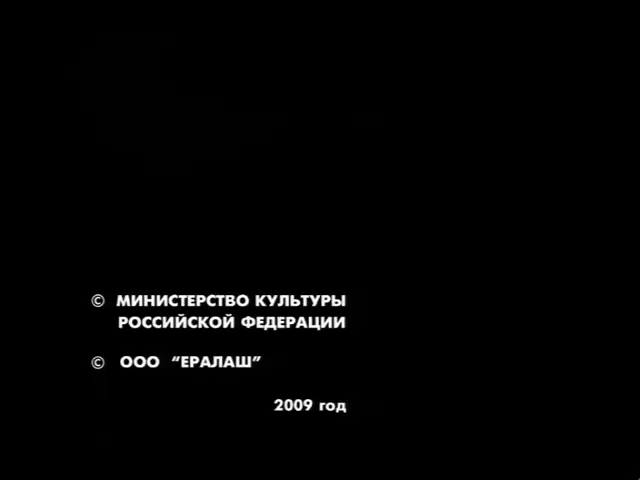 © МИНИСТЕРСТВО КУЛЬТУРЫ
РОССИЙСКОЙ ФЕДЕРАЦИИ
© ООО “ЕРАЛАШ”
2009 год